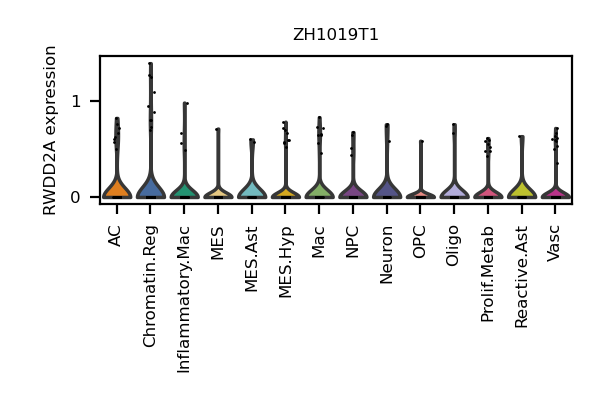 ZH1019T1
RWDD2A expression
1
0
AC
Chromatin.Reg
Inflammatory.Mac
MES
MES.Ast
MES.Hyp
Mac
NPC
Neuron
OPC
Oligo
Prolif.Metab
Reactive.Ast
Vasc